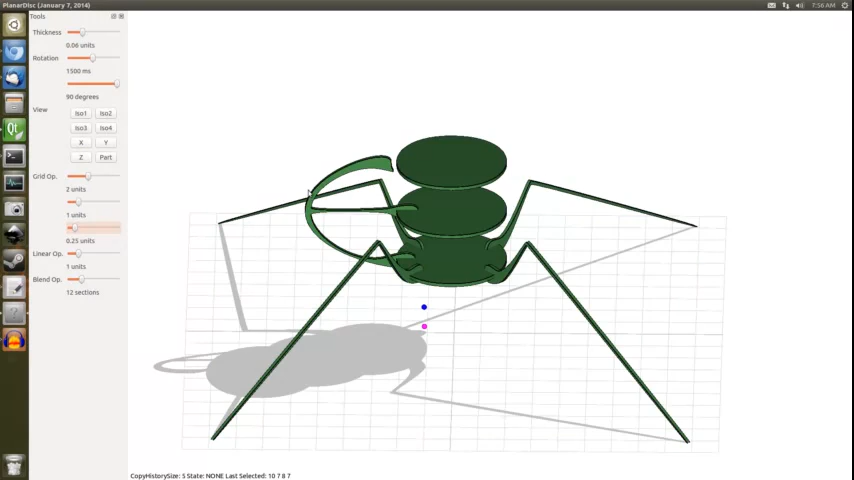 PlanarDisc (January 7, 2014)
7:56 AM
Tools
Thickness
0.06 units
Rotation
1500 ms
90 degrees
View
Iso1 Iso2
Iso3 Iso4
X Y
Z Part
Grid Op.
2 units
1 units
0.25 units
Linear Op.
1 units
Blend Op.
12 sections
Qt
CopyHistorySize: 5 State: NONE Last Selected: 10 7 8 7